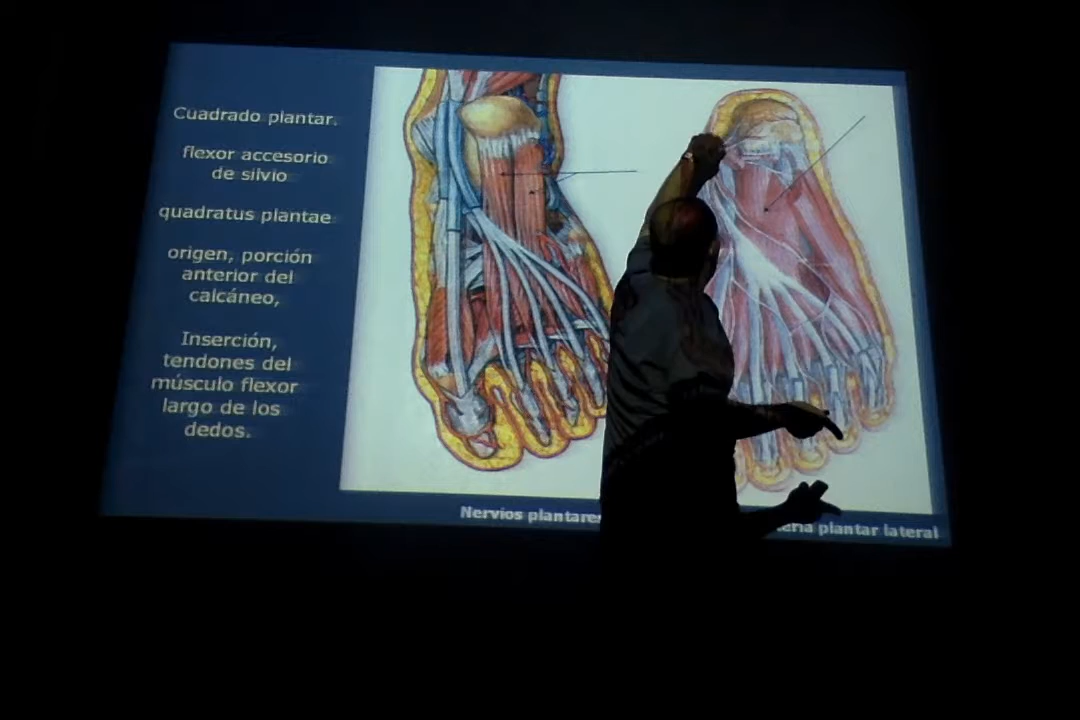 Cuadrado plantar.
flexor accesorio
de silvio
quadratus plantae
origen, porción
anterior del
calcáneo,
Inserción,
tendones del
músculo flexor
largo de los
dedos.
Nervios plantares
plantar lateral